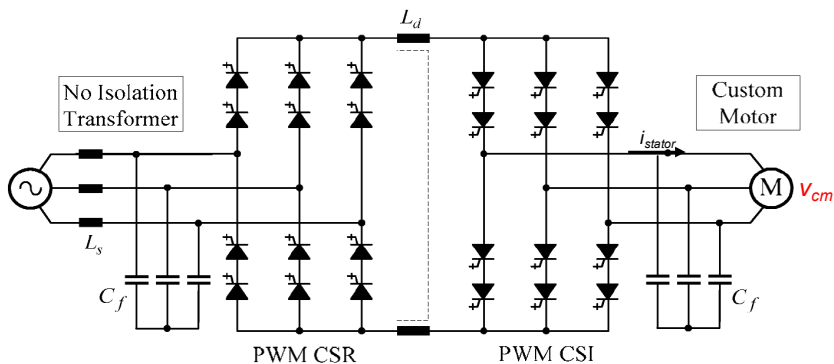 L_d
No Isolation
Transformer
Custom
Motor
i_stator
M
v_cm
L_s
C_f
C_f
PWM CSR
PWM CSI